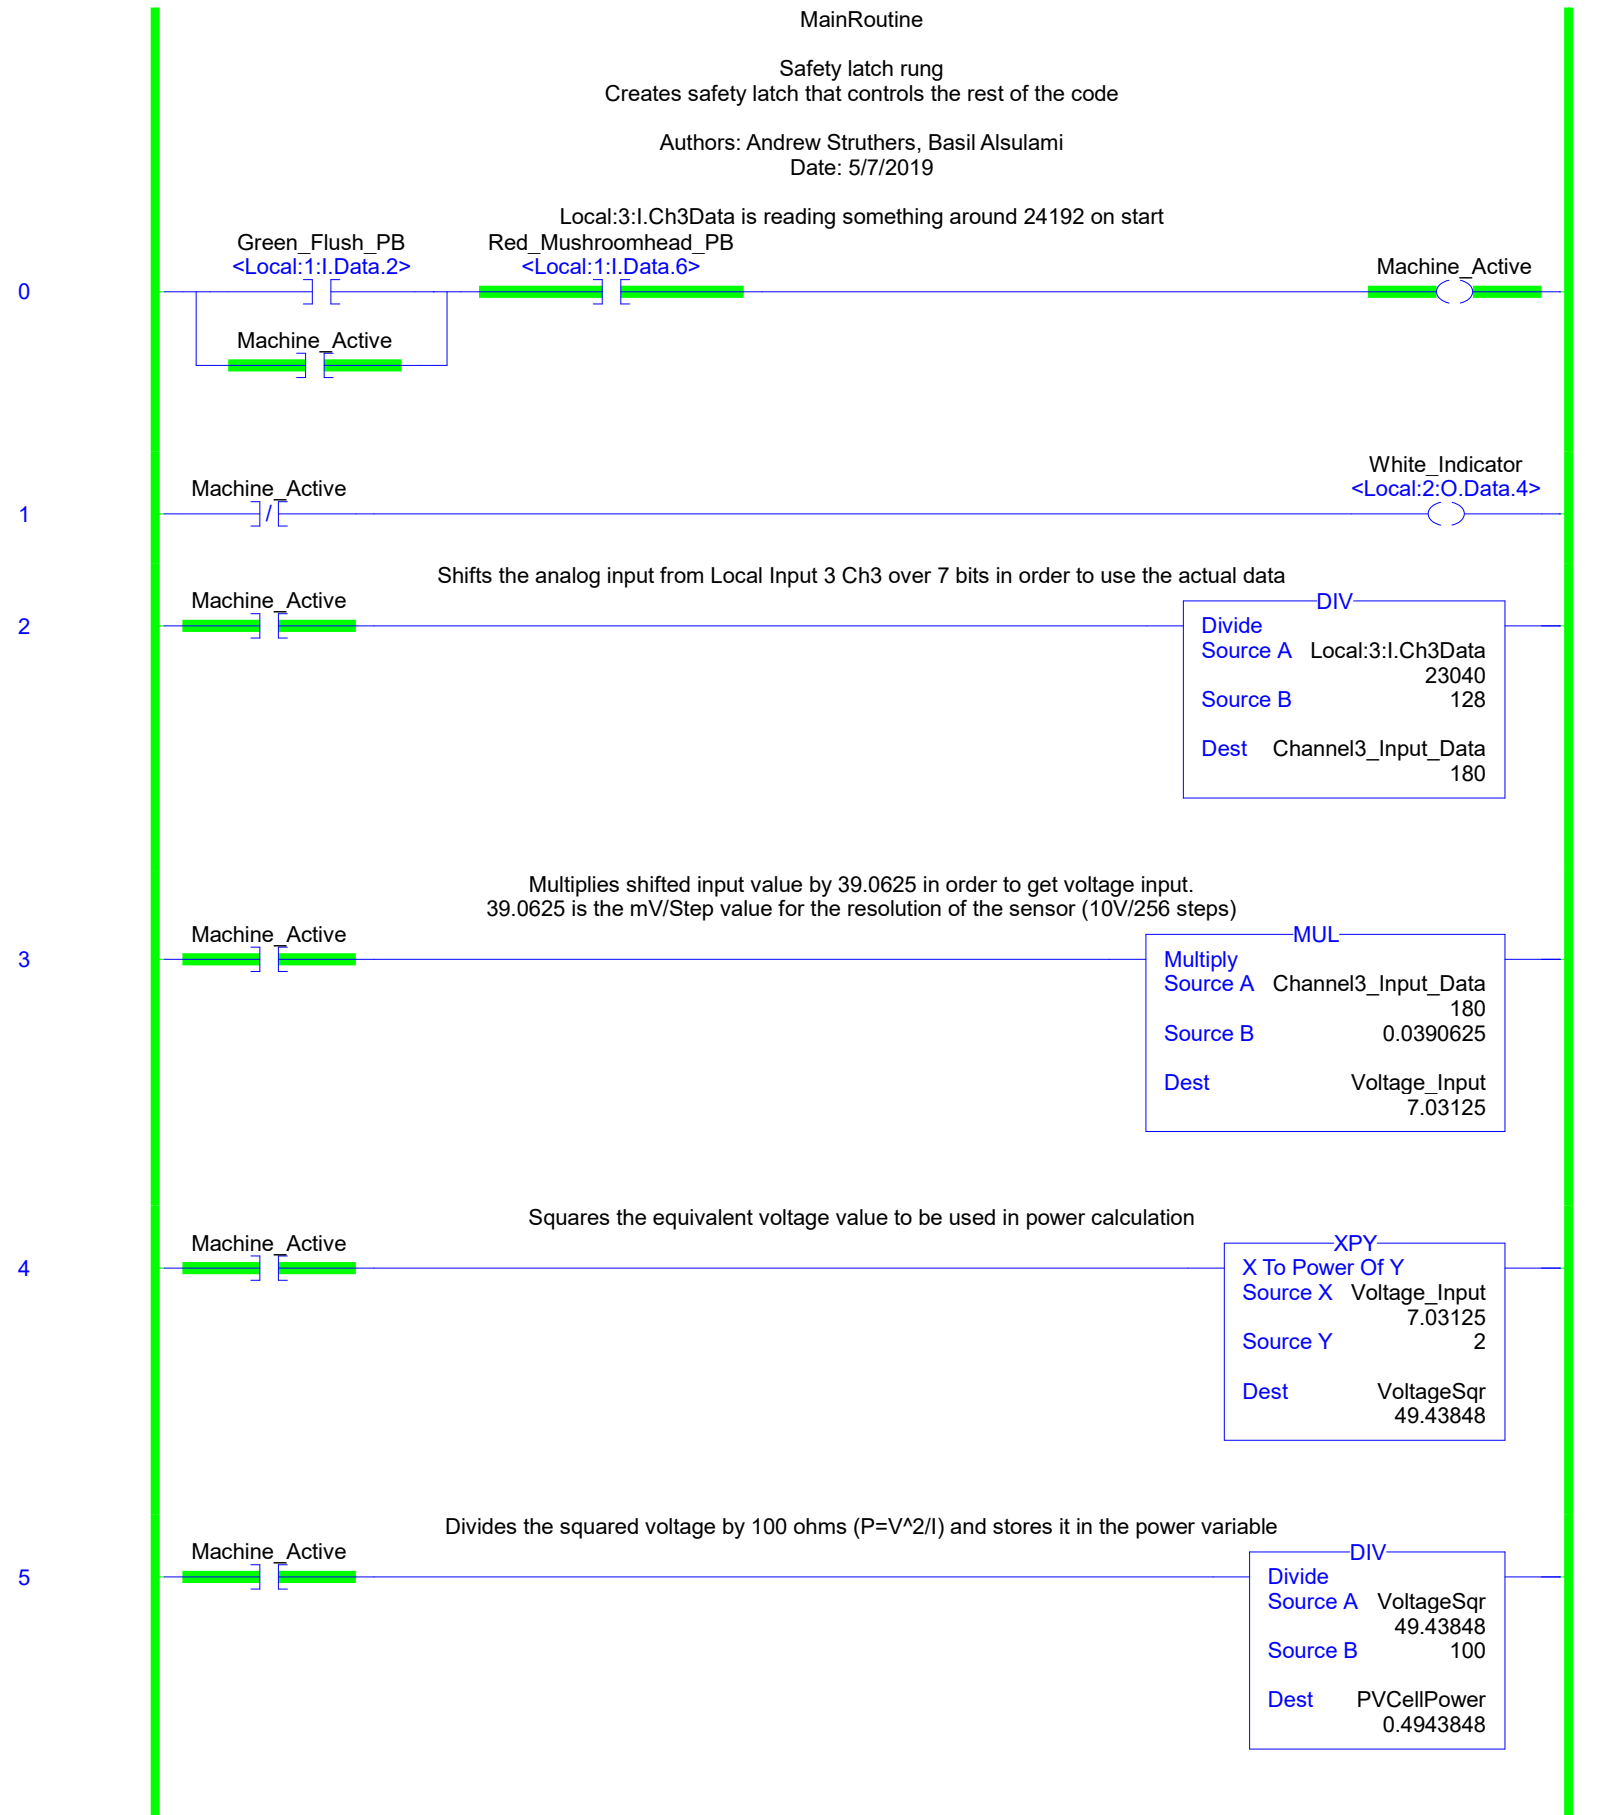 MainRoutine
Safety latch rung
Creates safety latch that controls the rest of the code
Authors: Andrew Struthers, Basil Alsulami
Date: 5/7/2019
Local:3:I.Ch3Data is reading something around 24192 on start
Green_Flush_PB
<Local:1:I.Data.2>
Red_Mushroomhead_PB
<Local:1:I.Data.6>
Machine_Active
0
Machine_Active
White_Indicator
<Local:2:O.Data.4>
Machine_Active
/
1
Shifts the analog input from Local Input 3 Ch3 over 7 bits in order to use the actual data
Machine_Active
2
DIV
Divide
Source A Local:3:I.Ch3Data
23040
Source B 128
Dest Channel3_Input_Data
180
Multiplies shifted input value by 39.0625 in order to get voltage input.
39.0625 is the mV/Step value for the resolution of the sensor (10V/256 steps)
Machine_Active
3
MUL
Multiply
Source A Channel3_Input_Data
180
Source B 0.0390625
Dest Voltage_Input
7.03125
Squares the equivalent voltage value to be used in power calculation
Machine_Active
4
XPY
X To Power Of Y
Source X Voltage_Input
7.03125
Source Y 2
Dest VoltageSqr
49.43848
Divides the squared voltage by 100 ohms (P=V^2/I) and stores it in the power variable
Machine_Active
5
DIV
Divide
Source A VoltageSqr
49.43848
Source B 100
Dest PVCellPower
0.4943848